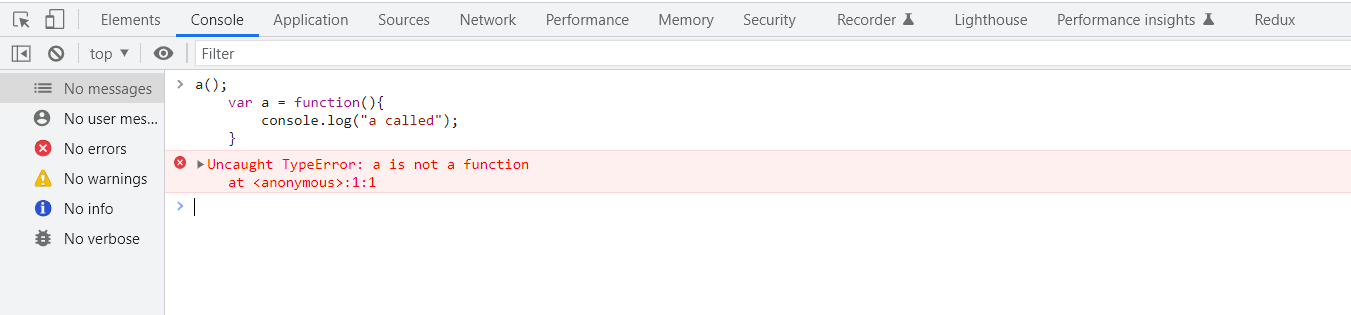 Elements Console Application Sources Network Performance Memory Security Recorder Lighthouse Performance insights Redux
top ▼ Filter
No messages
No user mes...
No errors
No warnings
No info
No verbose
> a();
var a = function(){
console.log("a called");
}
▶Uncaught TypeError: a is not a function
at <anonymous>:1:1
>